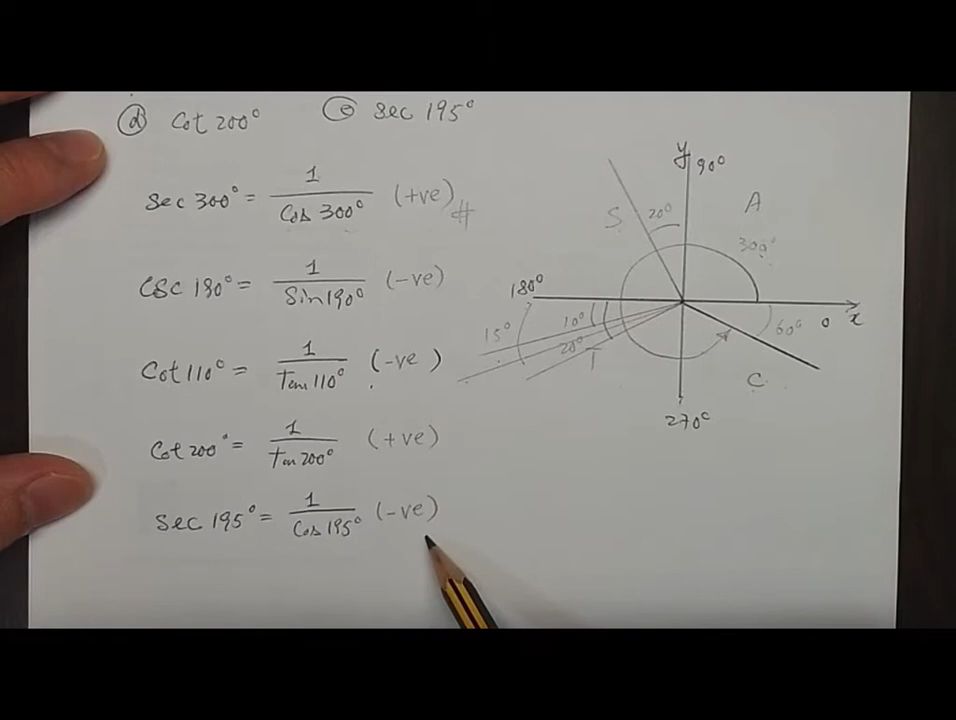 (d) Cot 200° (e) sec 195°
sec 300° = 1 / Cos 300° (+ve) #
Csc 190° = 1 / Sin 190° (-ve)
Cot 110° = 1 / Tan 110° (-ve)
Cot 200° = 1 / Tan 200° (+ve)
sec 195° = 1 / Cos 195° (-ve)
y 90°
S 20° A
300°
180°
15° 10° 60° 0 x
20° T
C
270°